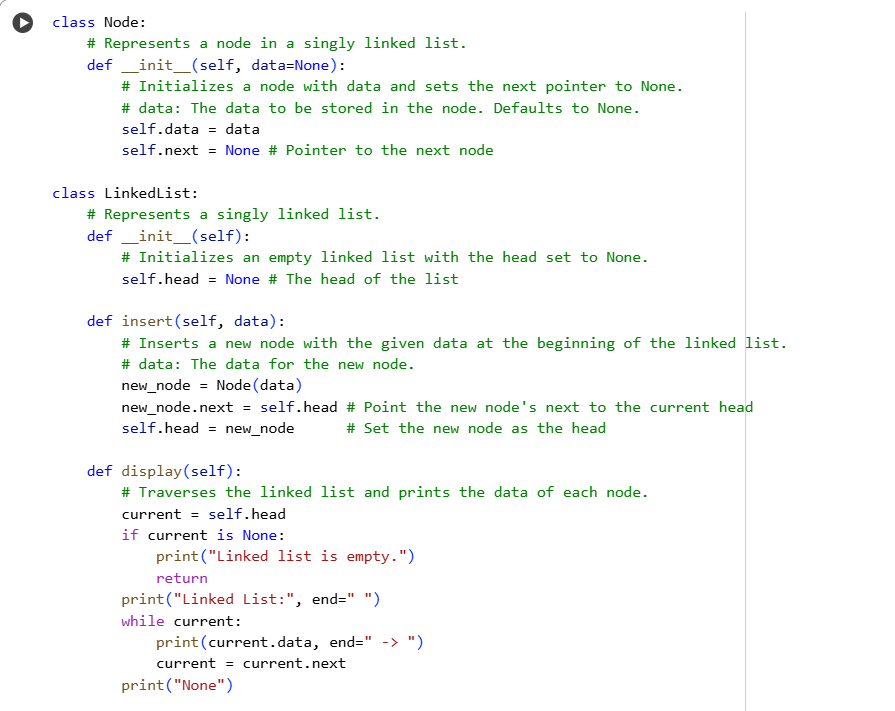 class Node:
    # Represents a node in a singly linked list.
    def __init__(self, data=None):
        # Initializes a node with data and sets the next pointer to None.
        # data: The data to be stored in the node. Defaults to None.
        self.data = data
        self.next = None # Pointer to the next node

class LinkedList:
    # Represents a singly linked list.
    def __init__(self):
        # Initializes an empty linked list with the head set to None.
        self.head = None # The head of the list

    def insert(self, data):
        # Inserts a new node with the given data at the beginning of the linked list.
        # data: The data for the new node.
        new_node = Node(data)
        new_node.next = self.head # Point the new node's next to the current head
        self.head = new_node      # Set the new node as the head

    def display(self):
        # Traverses the linked list and prints the data of each node.
        current = self.head
        if current is None:
            print("Linked list is empty.")
            return
        print("Linked List:", end=" ")
        while current:
            print(current.data, end=" -> ")
            current = current.next
        print("None")